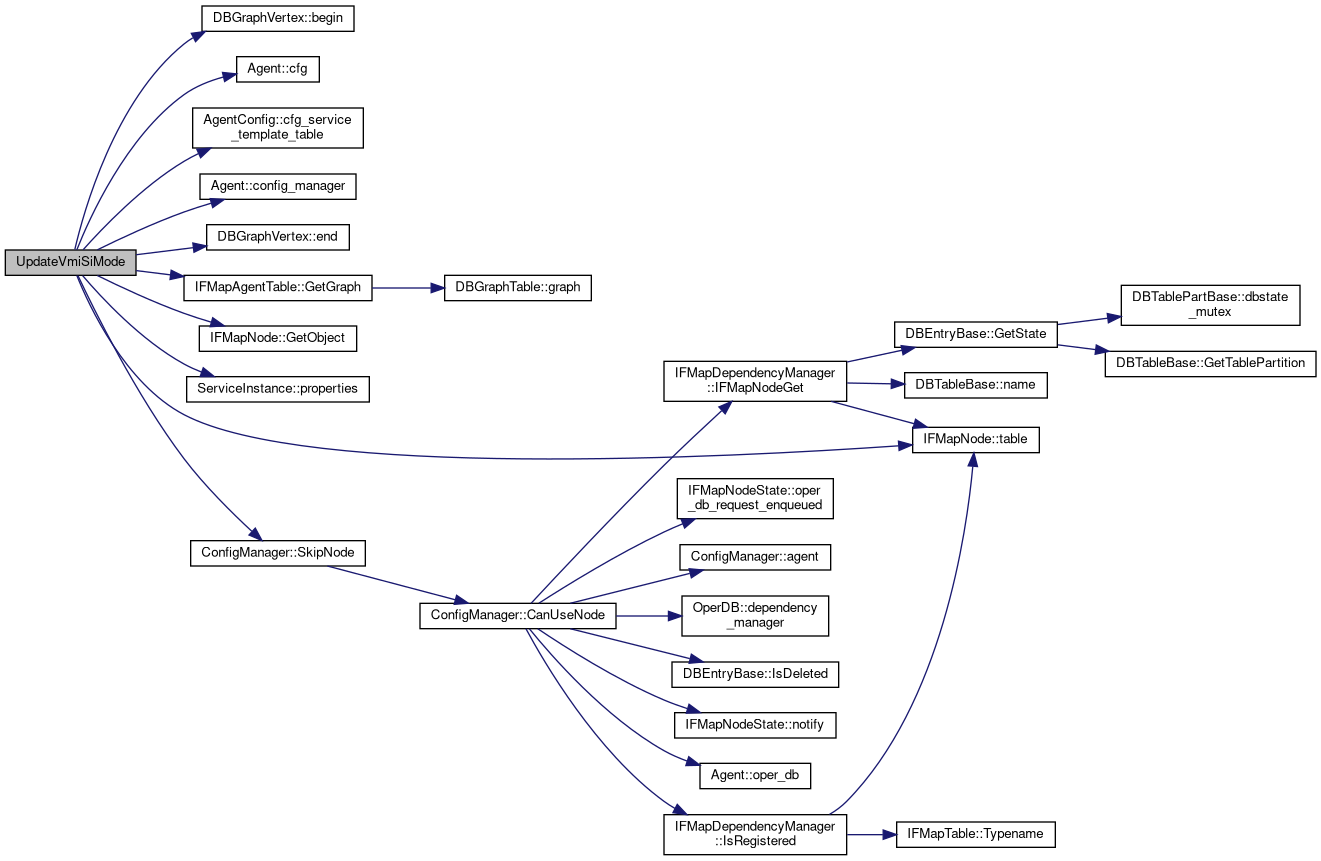 DBGraphVertex::begin
Agent::cfg
AgentConfig::cfg_service
_template_table
Agent::config_manager
DBGraphVertex::end
UpdateVmiSiMode
IFMapAgentTable::GetGraph
DBGraphTable::graph
IFMapNode::GetObject
ServiceInstance::properties
ConfigManager::SkipNode
ConfigManager::CanUseNode
IFMapDependencyManager
::IFMapNodeGet
DBEntryBase::GetState
DBTablePartBase::dbstate
_mutex
DBTableBase::GetTablePartition
DBTableBase::name
IFMapNode::table
IFMapNodeState::oper
_db_request_enqueued
ConfigManager::agent
OperDB::dependency
_manager
DBEntryBase::IsDeleted
IFMapNodeState::notify
Agent::oper_db
IFMapDependencyManager
::IsRegistered
IFMapTable::Typename